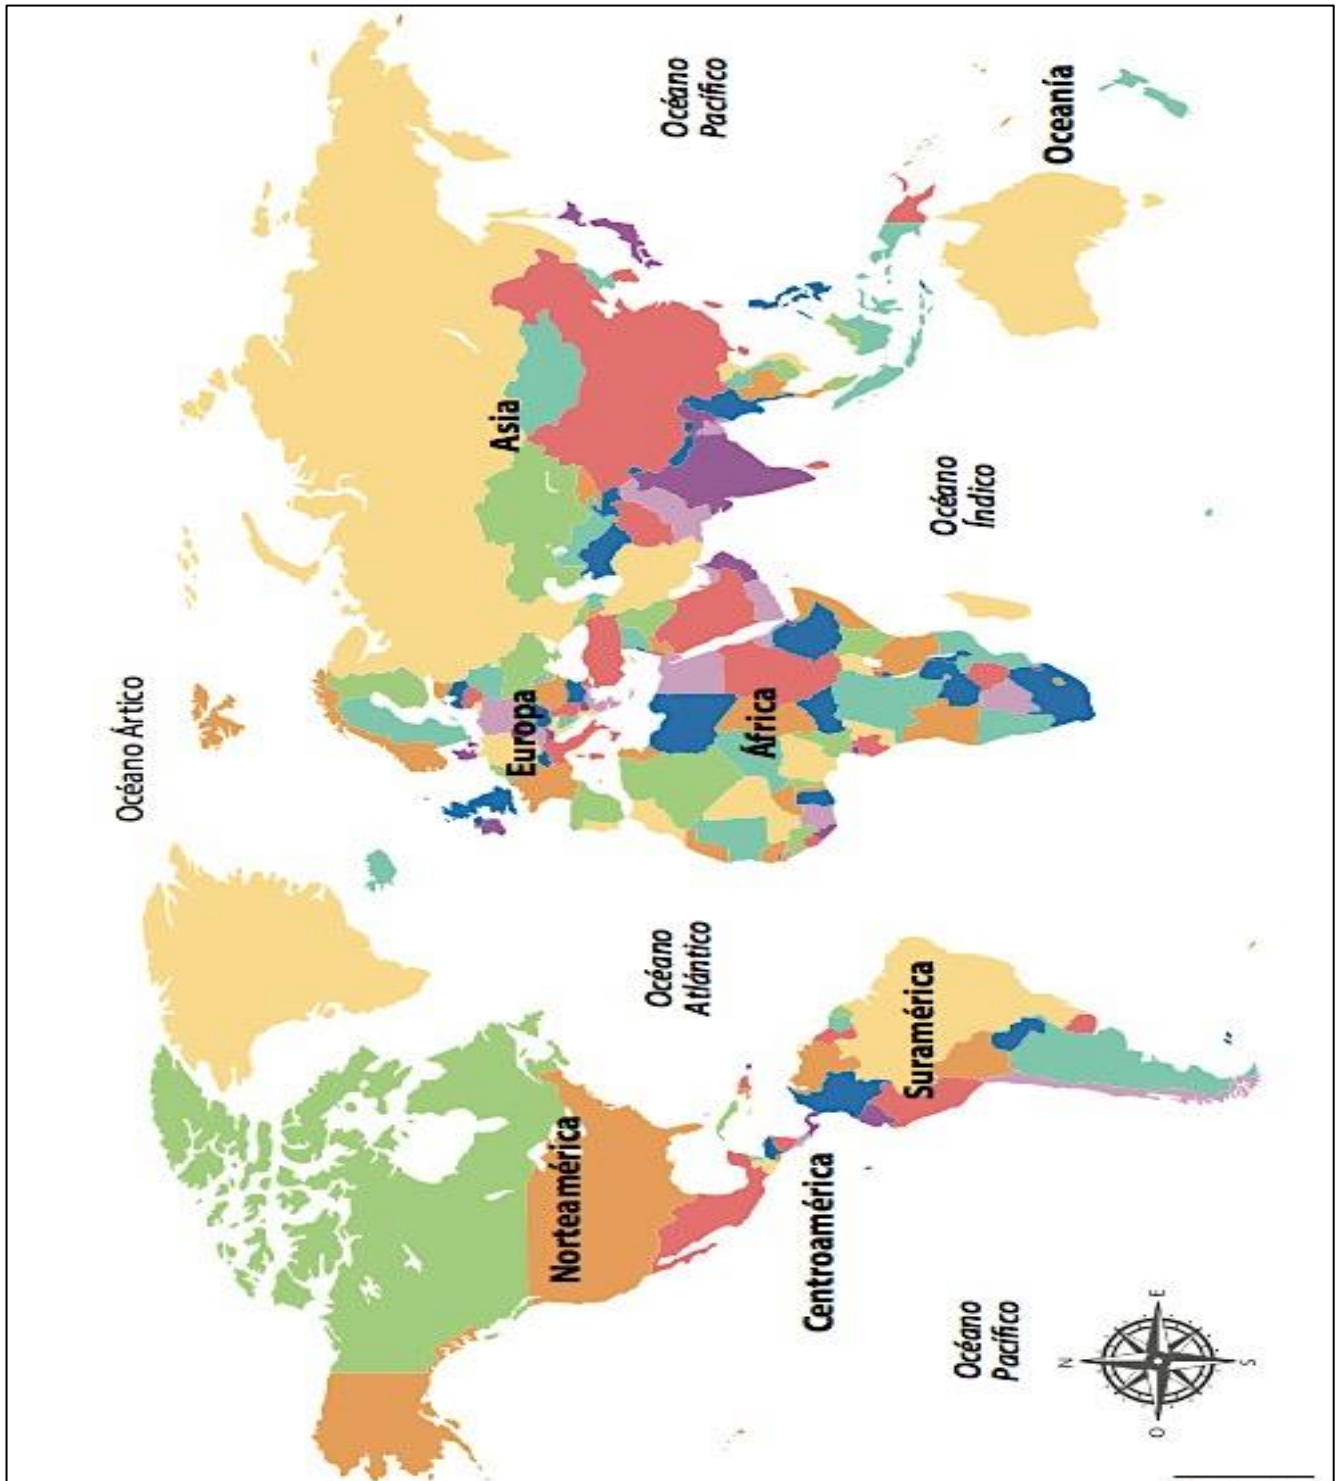 Océano Ártico
Norteamérica
Océano
Atlántico
Europa
Asia
Océano
Pacífico
África
Centroamérica
Suramérica
Océano
Pacífico
Océano
Índico
Oceanía
N
O
E
S